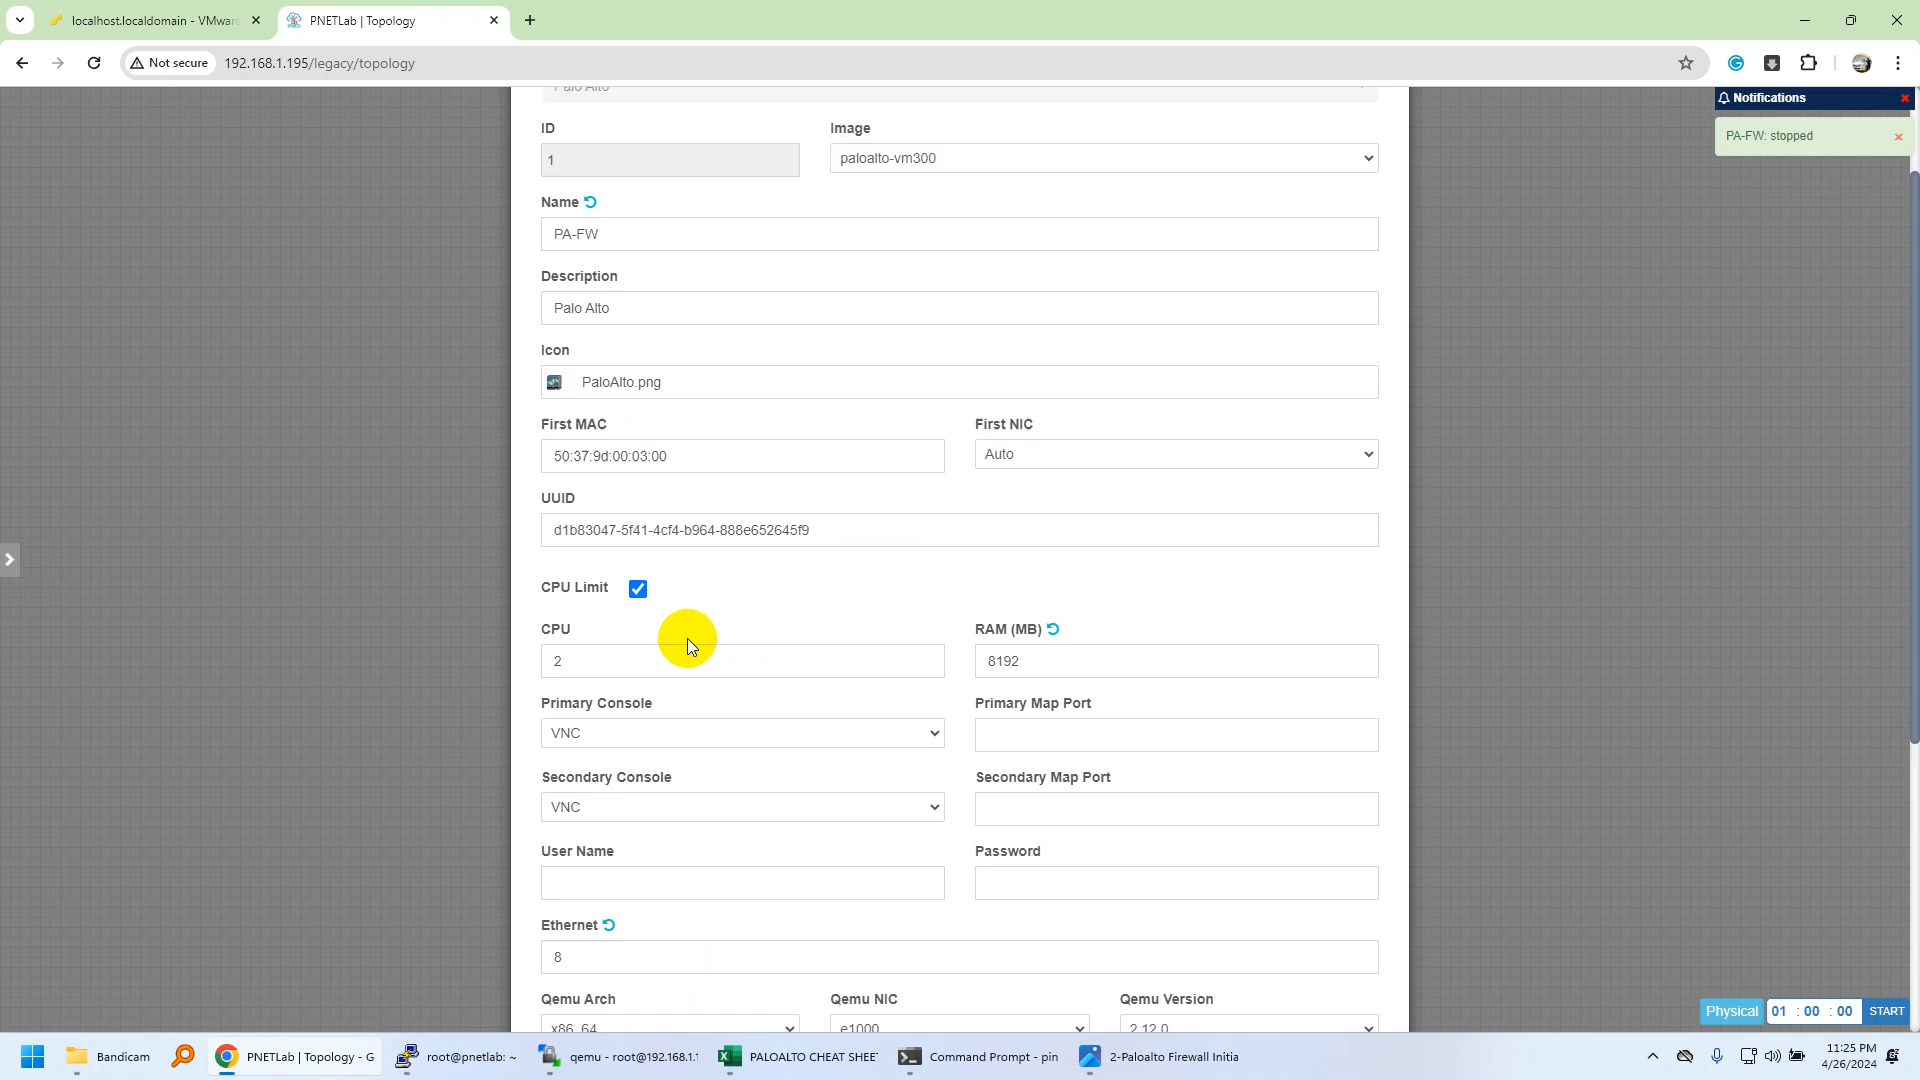 localhost.localdomain - VMware
PNETLab | Topology
Not secure
192.168.1.195/legacy/topology
Palo Alto
Notifications
PA-FW: stopped
ID
Image
1
paloalto-vm300
Name
PA-FW
Description
Palo Alto
Icon
PaloAlto.png
First MAC
First NIC
50:37:9d:00:03:00
Auto
UUID
d1b83047-5f41-4cf4-b964-888e652645f9
CPU Limit
CPU
RAM (MB)
2
8192
Primary Console
Primary Map Port
VNC
Secondary Console
Secondary Map Port
VNC
User Name
Password
Ethernet
8
Qemu Arch
Qemu NIC
Qemu Version
x86_64
e1000
2.12.0
Physical
01 : 00 : 00
START
Bandicam
PNETLab | Topology - G
root@pnetlab: ~
qemu - root@192.168.1.1
PALOALTO CHEAT SHEET
Command Prompt - pin
2-Paloalto Firewall Initia
11:25 PM
4/26/2024